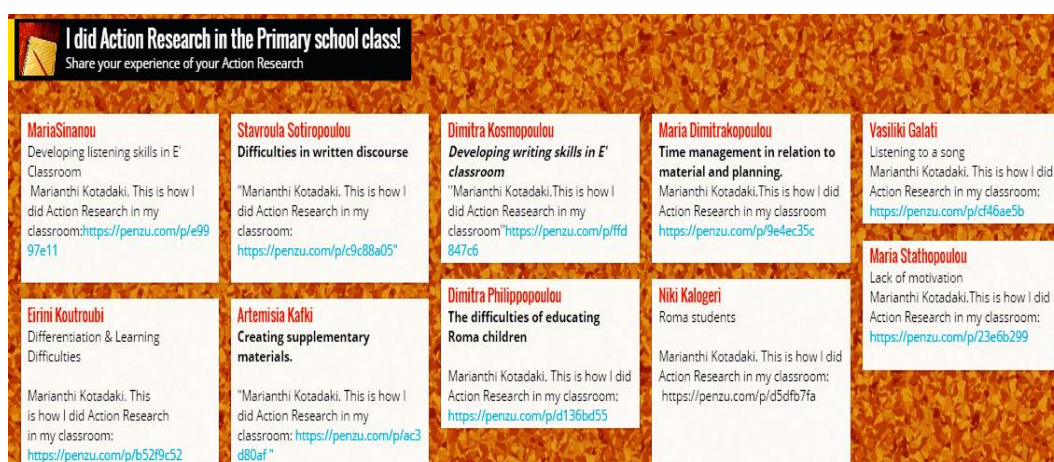 I did Action Research in the Primary school class!
Share your experience of your Action Research
MariaSinanou
Developing listening skills in E'
Classroom
Marianthi Kotadaki. This is how I
did Action Research in my
classroom:https://penzu.com/p/e99
97e11
Eirini Koutroubi
Differentiation & Learning
Difficulties
Marianthi Kotadaki. This
is how I did Action Research
in my classroom:
https://penzu.com/p/b52f9c52
Stavroula Sotiropoulou
Difficulties in written discourse
"Marianthi Kotadaki. This is how I
did Action Research in my
classroom:
https://penzu.com/p/c9c88a05"
Artemisia Kafki
Creating supplementary
materials.
"Marianthi Kotadaki. This is how I
did Action Research in my
classroom: https://penzu.com/p/ac3
d80af "
Dimitra Kosmopoulou
Developing writing skills in E'
classroom
"Marianthi Kotadaki.This is how I
did Action Reasearch in my
classroom"https://penzu.com/p/ffd
847c6
Dimitra Philippopoulou
The difficulties of educating
Roma children
Marianthi Kotadaki. This is how I did
Action Research in my classroom:
https://penzu.com/p/d136bd55
Maria Dimitrakopoulou
Time management in relation to
material and planning.
Marianthi Kotadaki.This is how I did
Action Research in my classroom
https://penzu.com/p/9e4ec35c
Niki Kalogeri
Roma students
Marianthi Kotadaki. This is how I did
Action Research in my classroom:
https://penzu.com/p/d5dfb7fa
Vasiliki Galati
Listening to a song
Marianthi Kotadaki. This is how I did
Action Research in my classroom:
https://penzu.com/p/cf46ae5b
Maria Stathopoulou
Lack of motivation
Marianthi Kotadaki.This is how I did
Action Research in my classroom:
https://penzu.com/p/23e6b299